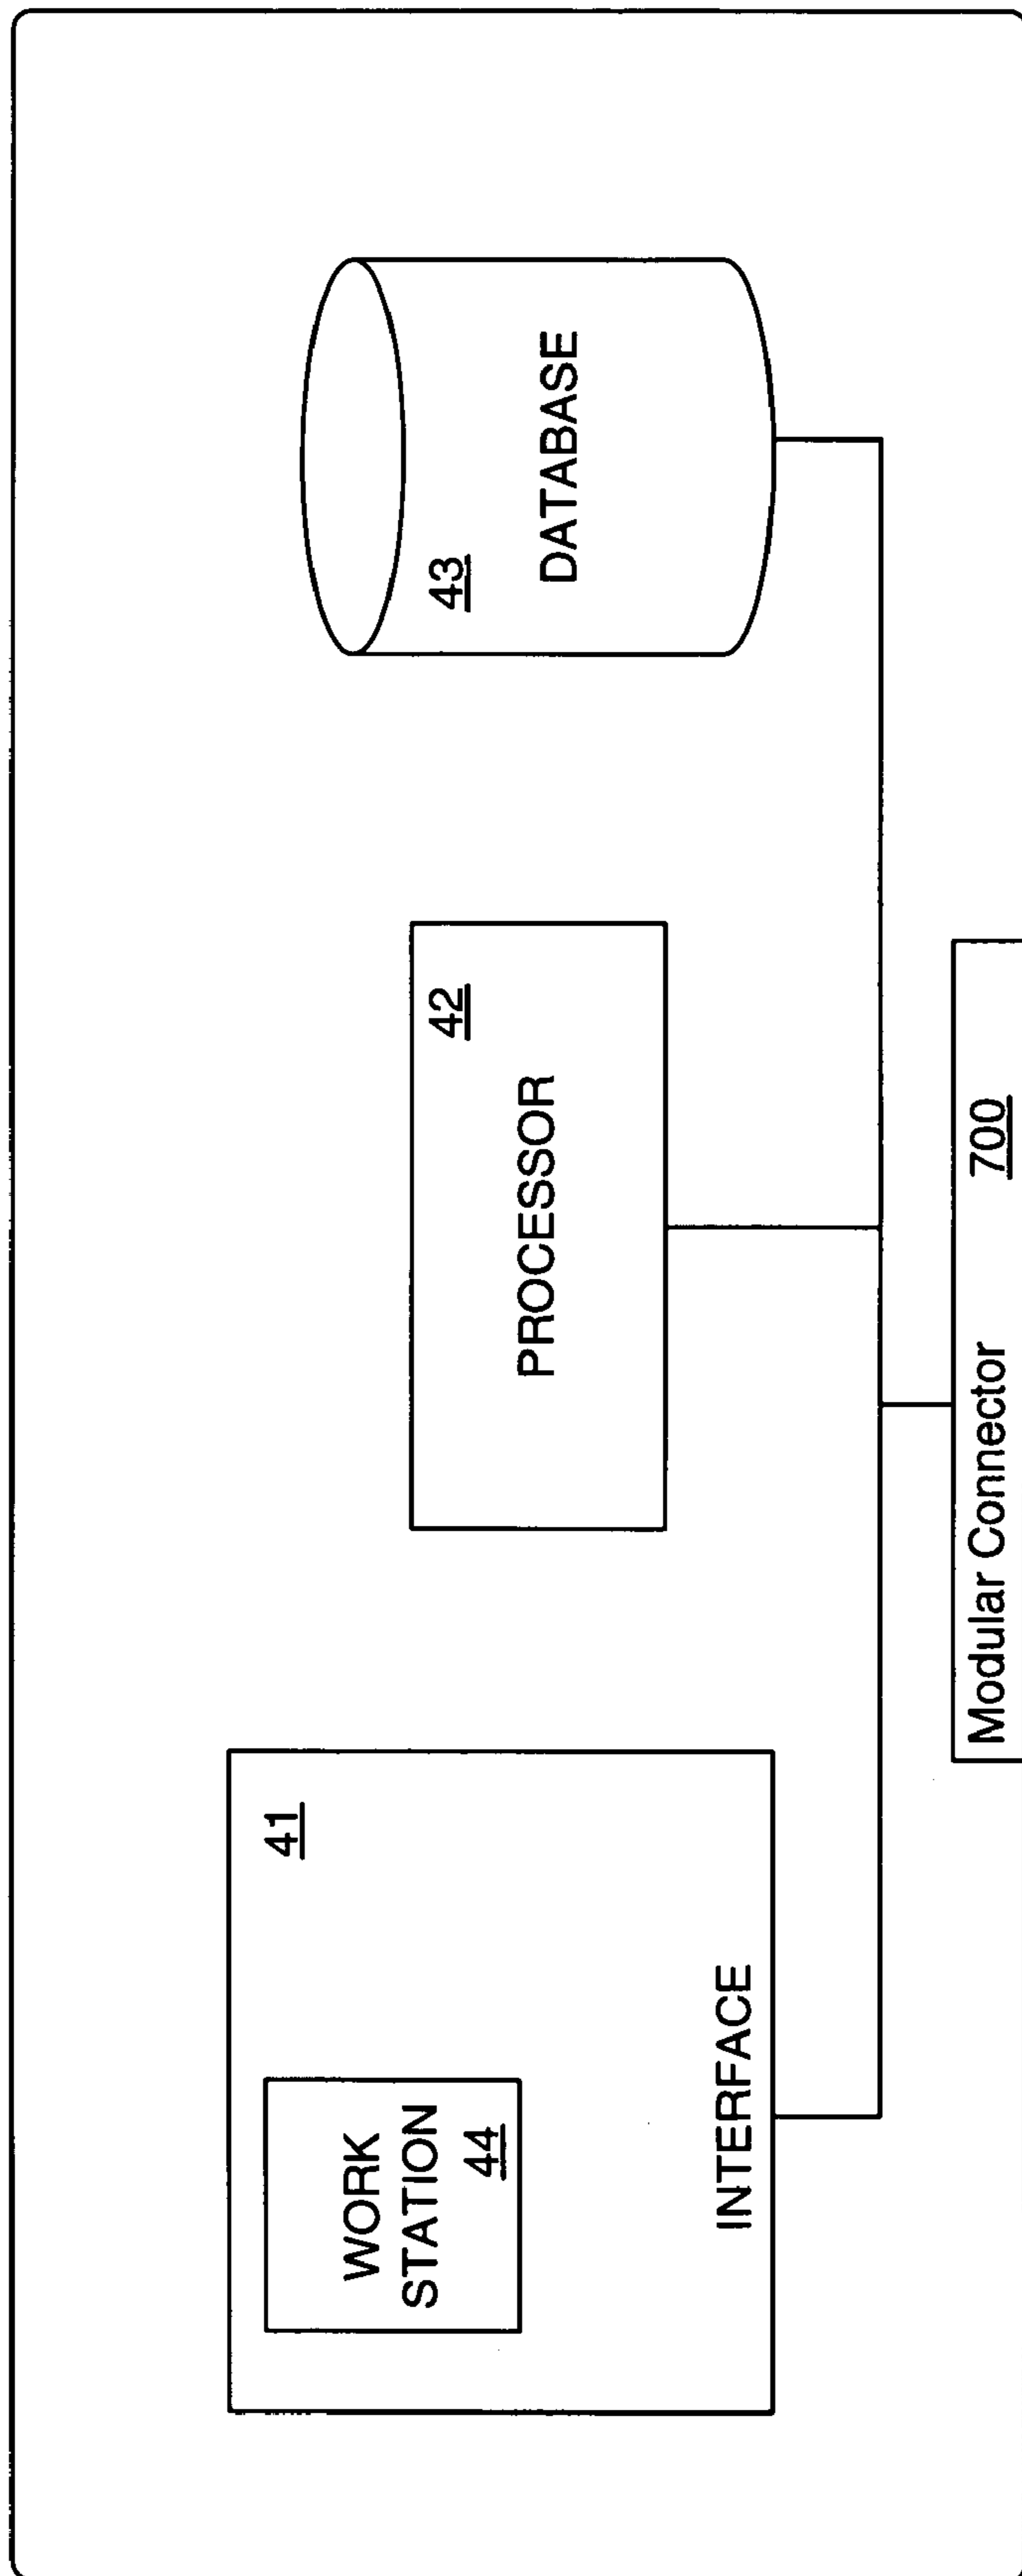 WORK
STATION
44
41
INTERFACE
PROCESSOR
42
43
DATABASE
Modular Connector 700